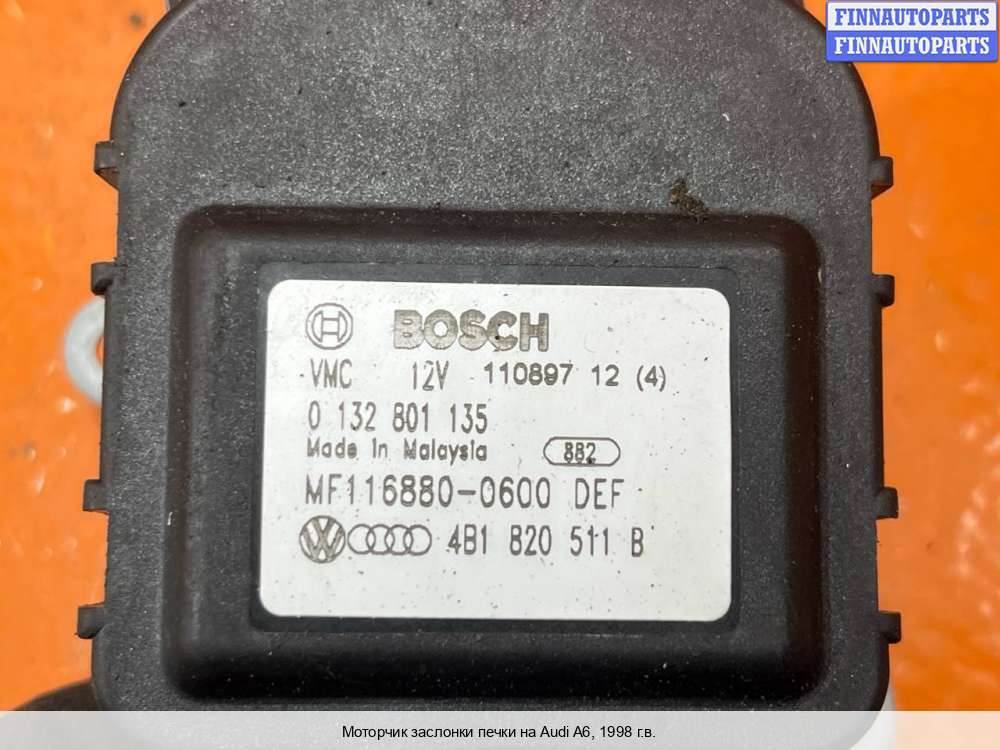 FINNAUTOPARTS
FINNAUTOPARTS
BOSCH
VMC 12V 110897 12 (4)
0 132 801 135
Made in Malaysia 882
MF116880-0600 DEF
4B1 820 511 B
Моторчик заслонки печки на Audi A6, 1998 г.в.